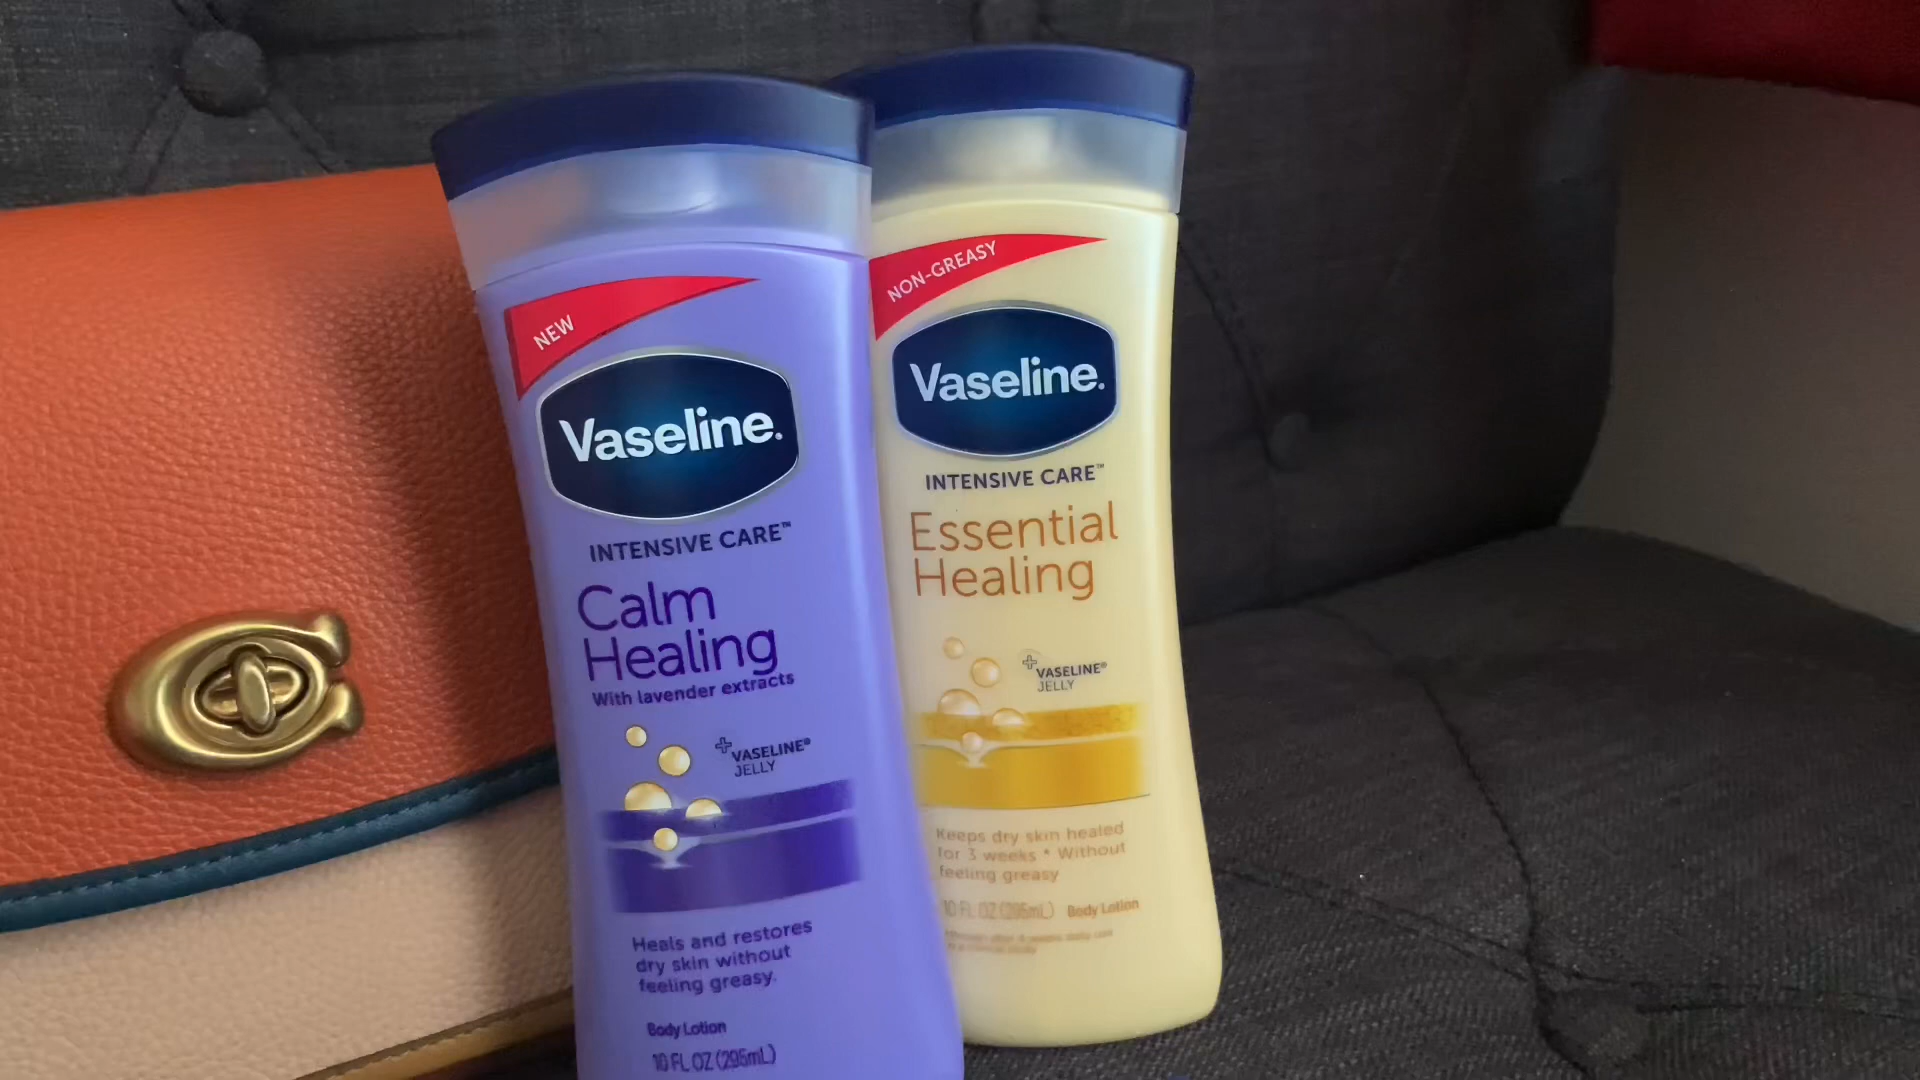 NEW
Vaseline.
INTENSIVE CARE™
Calm
Healing
With lavender extracts
VASELINE®
JELLY
Heals and restores
dry skin without
feeling greasy.
Body Lotion
10 FL OZ (295mL)
NON-GREASY
Vaseline.
INTENSIVE CARE™
Essential
Healing
VASELINE®
JELLY
Keeps dry skin healed
for 3 weeks * Without
feeling greasy
10 FL OZ (295mL) Body Lotion